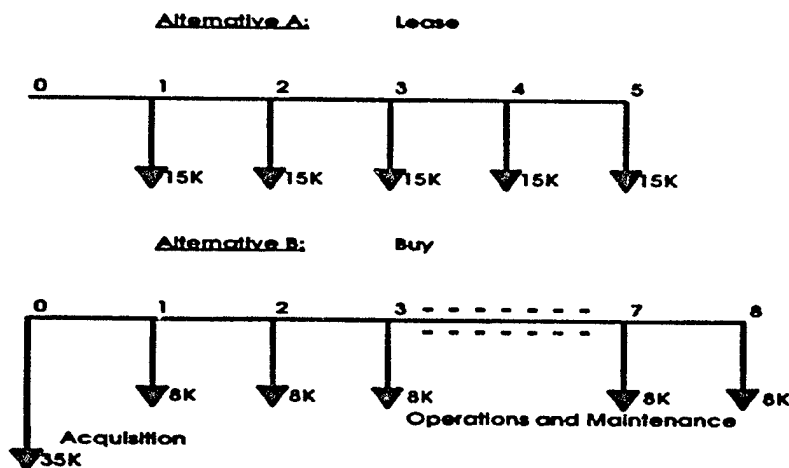 Alternative A: Lease
0 1 2 3 4 5
15K 15K 15K 15K 15K
Alternative B: Buy
0 1 2 3 7 8
8K 8K 8K 8K 8K
Operations and Maintenance
Acquisition
35K